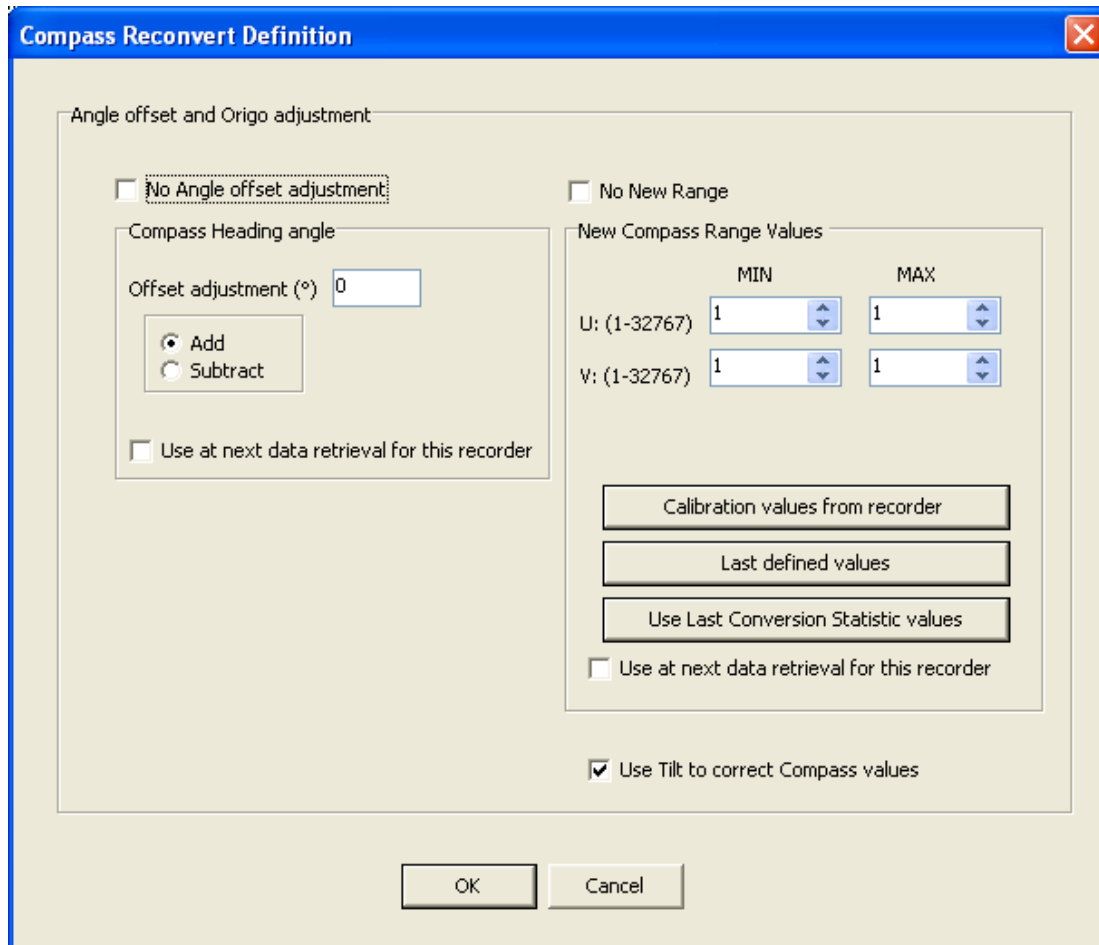 Compass Reconvert Definition
Angle offset and Origo adjustment
No Angle offset adjustment
Compass Heading angle
Offset adjustment (°) 0
Add
Subtract
Use at next data retrieval for this recorder
No New Range
New Compass Range Values
MIN MAX
U: (1-32767) 1 1
V: (1-32767) 1 1
Calibration values from recorder
Last defined values
Use Last Conversion Statistic values
Use at next data retrieval for this recorder
Use Tilt to correct Compass values
OK Cancel